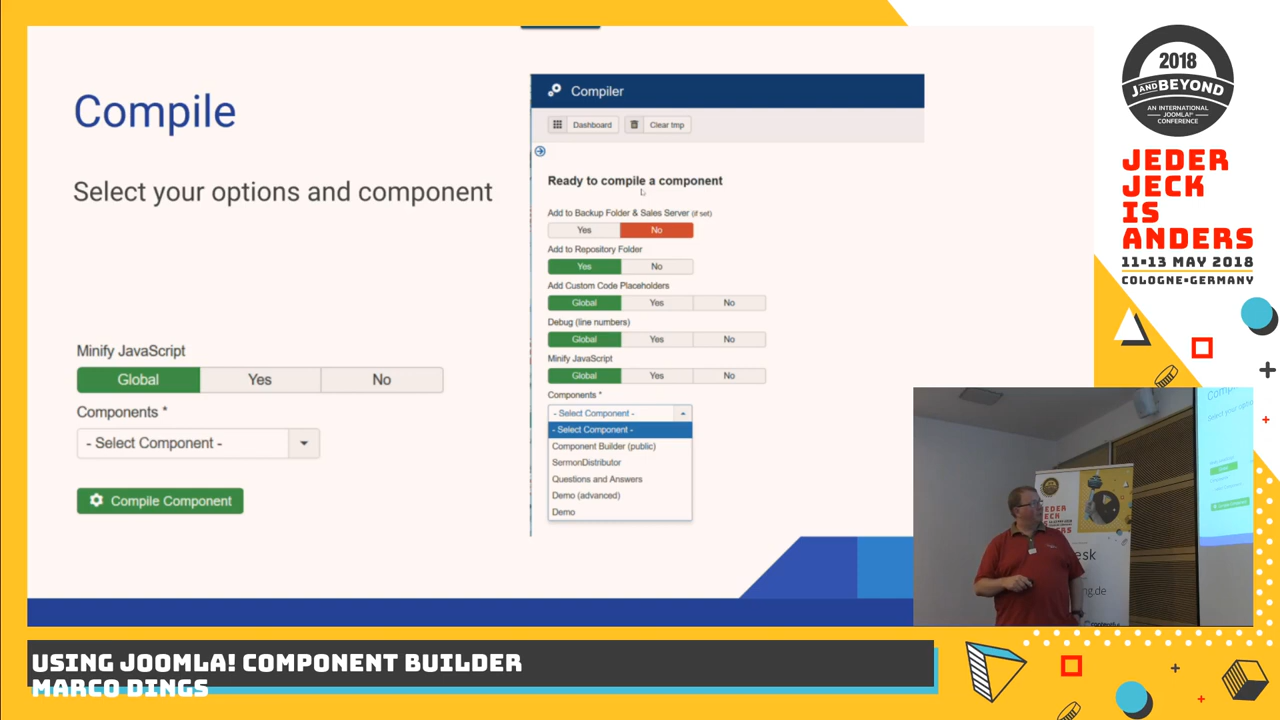 Compile
Select your options and component
Minify JavaScript
Global Yes No
Components *
- Select Component -
Compile Component
Compiler
Dashboard Clear tmp
Ready to compile a component
Add to Backup Folder & Sales Server (if set)
Yes No
Add to Repository Folder
Yes No
Add Custom Code Placeholders
Global Yes No
Debug (line numbers)
Global Yes No
Minify JavaScript
Global Yes No
Components *
- Select Component -
- Select Component -
Component Builder (public)
SermonDistributor
Questions and Answers
Demo (advanced)
Demo
2018
J AND BEYOND
AN INTERNATIONAL
JOOMLA!
CONFERENCE
JEDER
JECK
IS
ANDERS
11-13 MAY 2018
COLOGNE-GERMANY
USING JOOMLA! COMPONENT BUILDER
MARCO DINGS